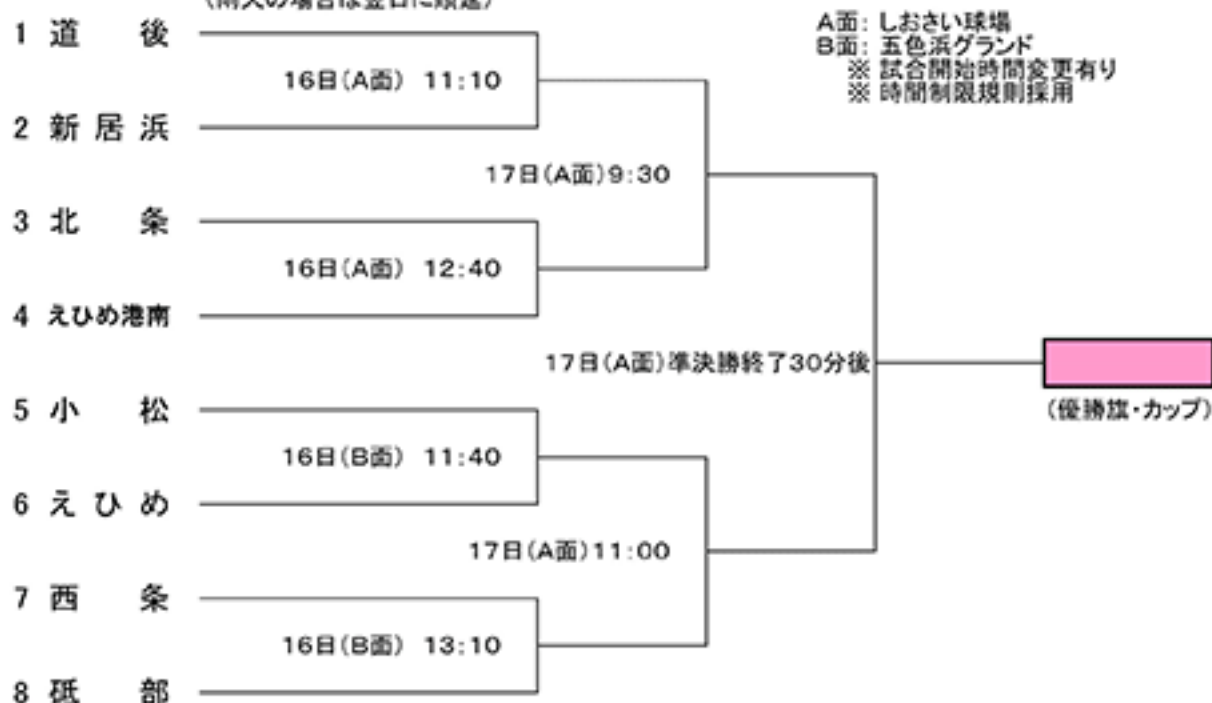 1 道 後
16日(A面) 11:10
2 新 居 浜
17日(A面)9:30
3 北 条
16日(A面) 12:40
4 えひめ港南
17日(A面)準決勝終了30分後
(優勝旗・カップ)
5 小 松
16日(B面) 11:40
6 え ひ め
17日(A面)11:00
7 西 条
16日(B面) 13:10
8 砥 部
A面: しおさい球場
B面: 五色浜グランド
※ 試合開始時間変更有り
※ 時間制限規則採用